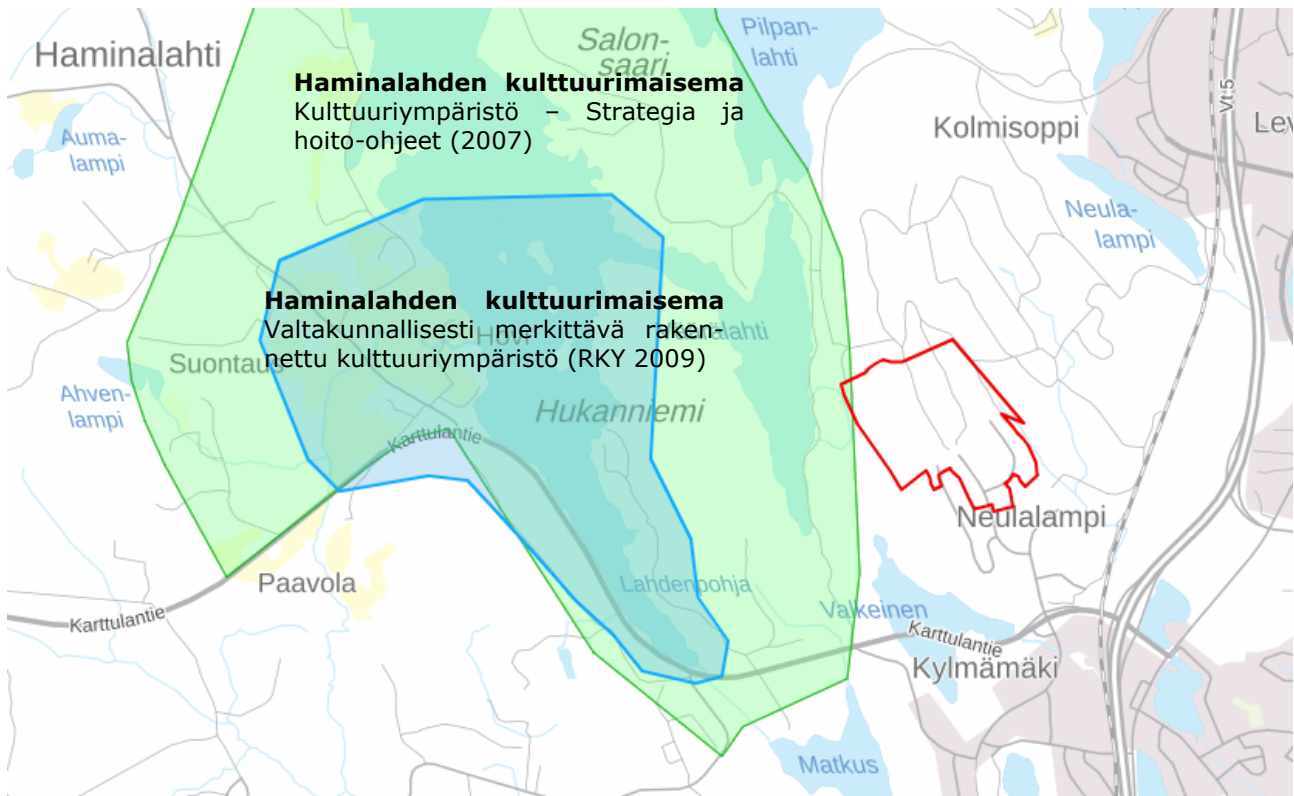 Haminalahti
Salon-
saari
Pilpan-
lahti
Haminalahden kulttuurimaisema
Kulttuuriympäristö – Strategia ja
hoito-ohjeet (2007)
Vt:5
Kolmisoppi
Lev
Auma-
lampi
Neula-
lampi
Haminalahden kulttuurimaisema
Valtakunnallisesti merkittävä raken-
nettu kulttuuriympäristö (RKY 2009)
Hovi
Suontaus
Ahven-
lampi
Hukanniemi
Karttulantie
Neulalampi
Paavola
Lahdenpohja
Valkeinen
Karttulantie
Karttulantie
Kylmämäki
Matkus